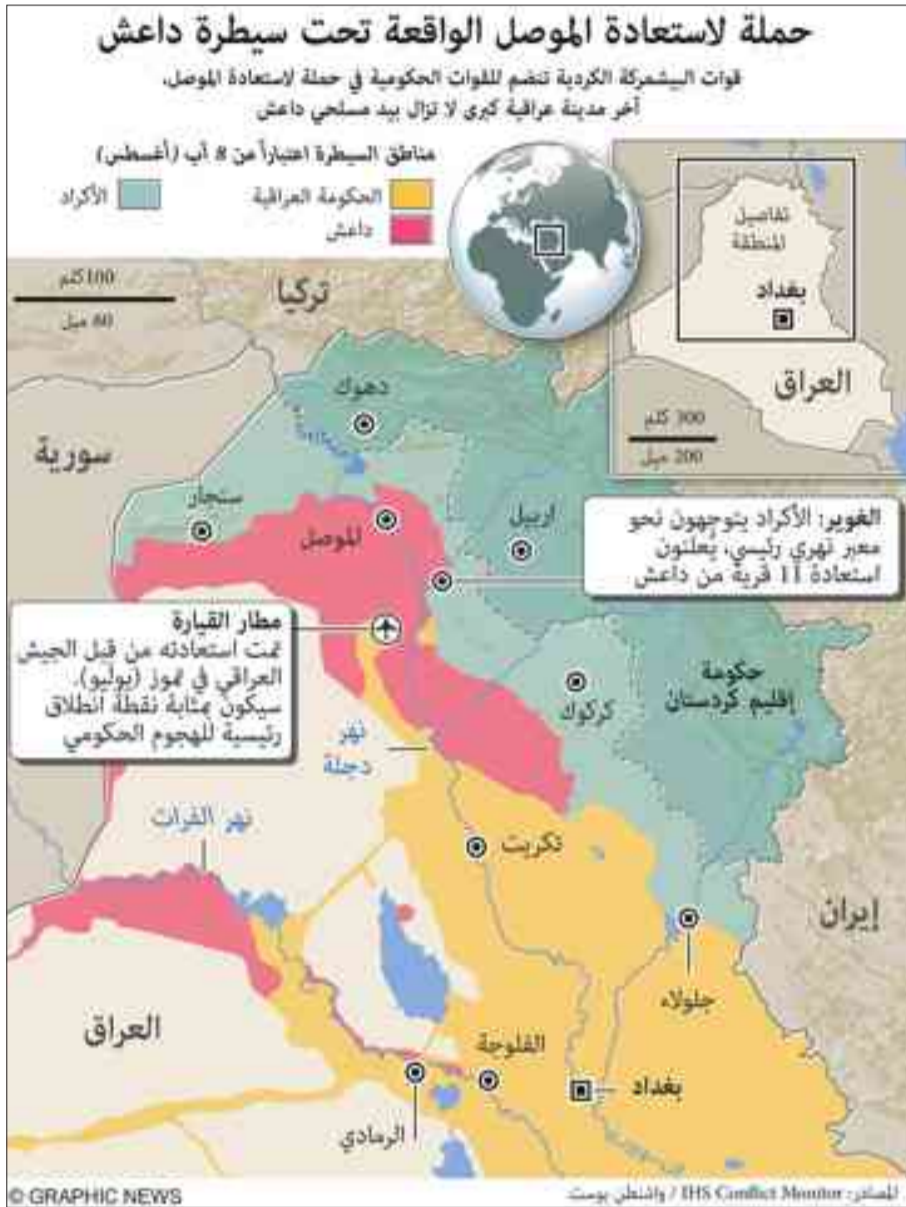 حملة لاستعادة الموصل الواقعة تحت سيطرة داعش
قوات البيشمركة الكردية تنضم للقوات الحكومية في حملة لاستعادة الموصل،
آخر مدينة عراقية كبرى لا تزال بيد مسلحي داعش
مناطق السيطرة اعتباراً من 8 آب (أغسطس)
الحكومة العراقية
الأكراد
داعش
تفاصيل
المنطقة
بغداد
العراق
300 كلم
200 ميل
100 كلم
60 ميل
تركيا
دهوك
سورية
سنجار
الموصل
اربيل
الغوير: الأكراد يتوجهون نحو
معبر نهري رئيسي، يُعلنون
استعادة 11 قرية من داعش
مطار القيارة
تمت استعادته من قبل الجيش
العراقي في تموز (يوليو).
سيكون بمثابة نقطة انطلاق
رئيسية للهجوم الحكومي
حكومة
إقليم كردستان
كركوك
نهر
دجلة
نهر الفرات
تكريت
إيران
جلولاء
العراق
الفلوجة
بغداد
الرمادي
المصادر: IHS Conflict Monitor / واشنطن بوست
© GRAPHIC NEWS